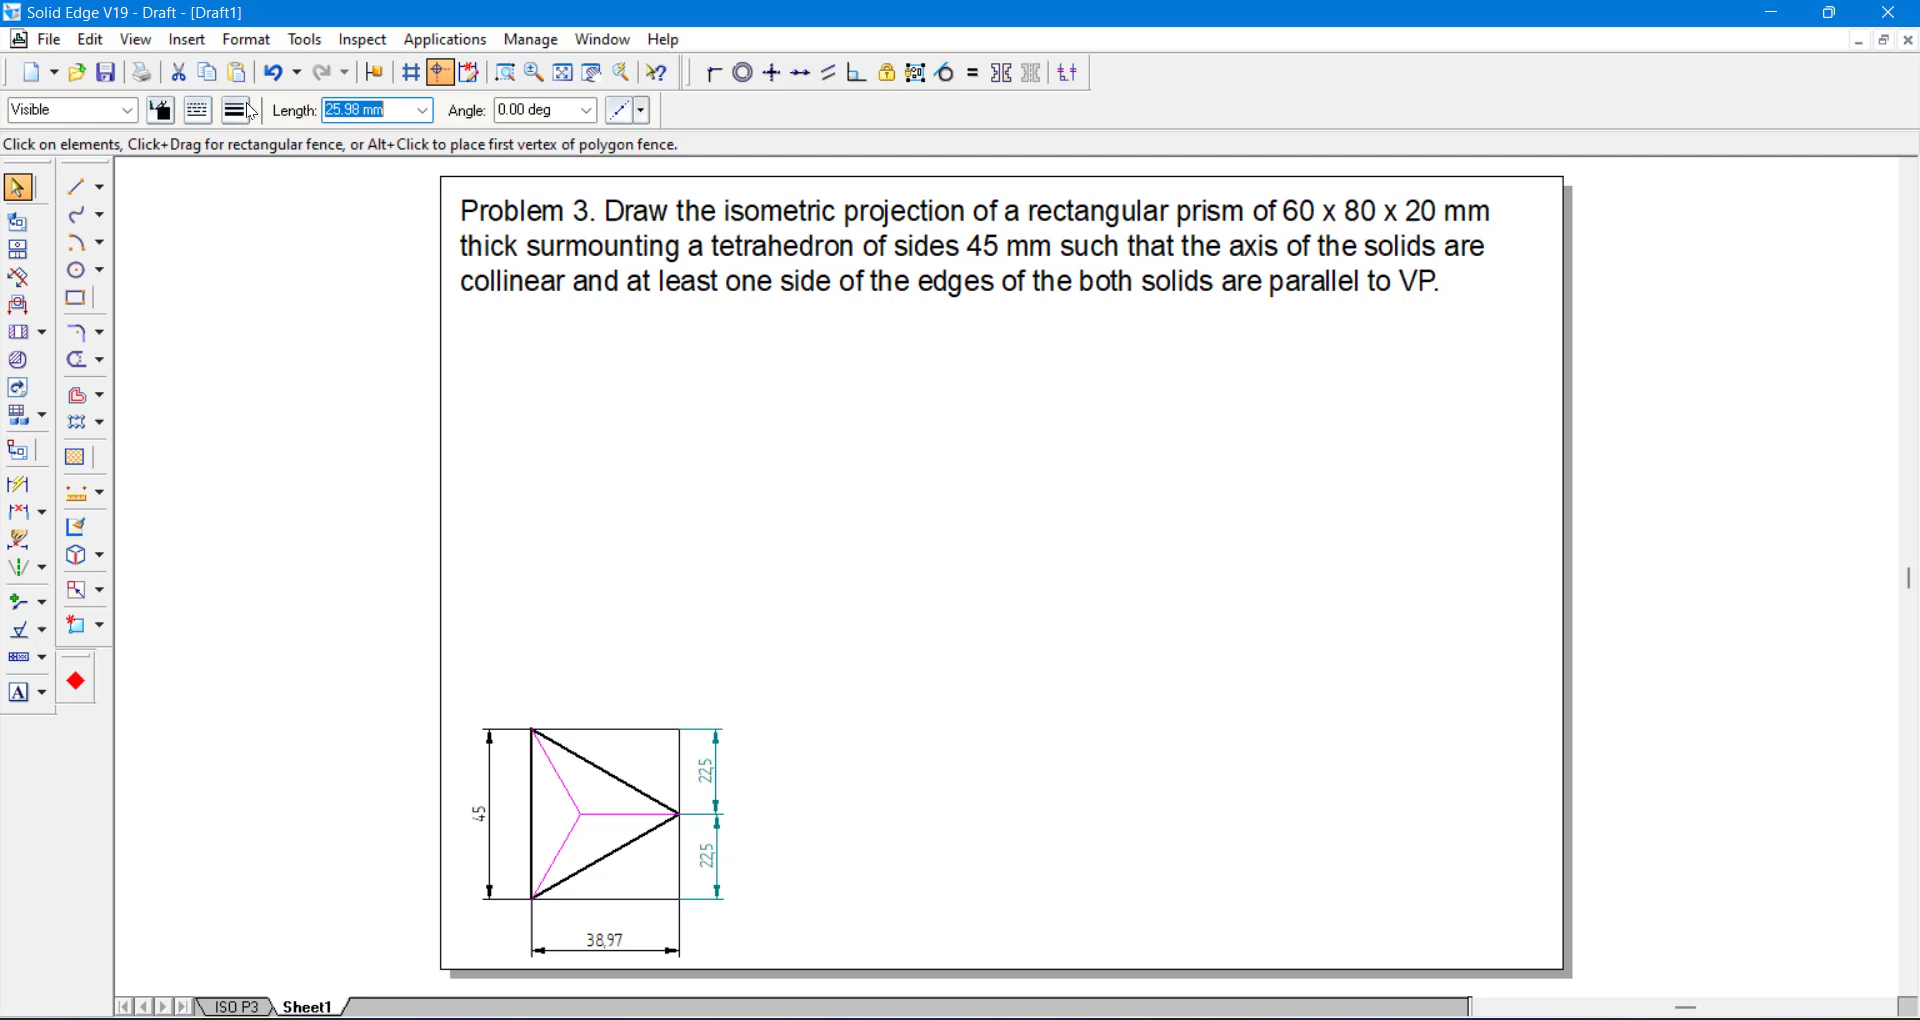 Solid Edge V19 - Draft - [Draft1]
File Edit View Insert Format Tools Inspect Applications Manage Window Help
Visible Length: 25.98 mm Angle: 0.00 deg
Click on elements, Click+Drag for rectangular fence, or Alt+Click to place first vertex of polygon fence.
Problem 3. Draw the isometric projection of a rectangular prism of 60 x 80 x 20 mm
thick surmounting a tetrahedron of sides 45 mm such that the axis of the solids are
collinear and at least one side of the edges of the both solids are parallel to VP.
22,5
45
22,5
38,97
A
ISO P3 Sheet1